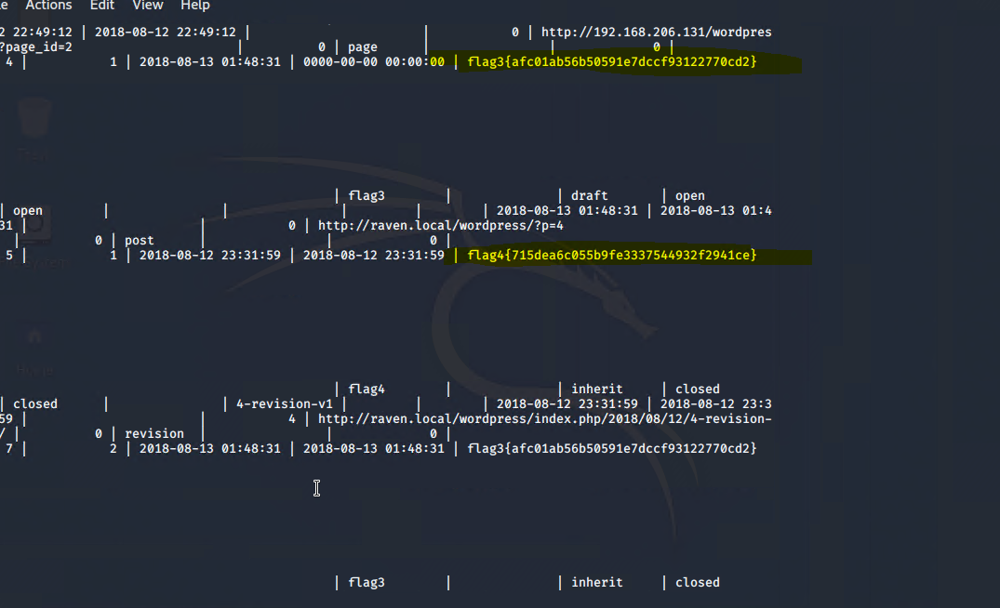 Actions Edit View Help
2 22:49:12 | 2018-08-12 22:49:12 | 0 | http://192.168.206.131/wordpres
?page_id=2 | 0 | page | | 0 |
4 | 1 | 2018-08-13 01:48:31 | 0000-00-00 00:00:00 | flag3{afc01ab56b50591e7dccf93122770cd2}
| flag3 | | draft | open
| open | | | | | 2018-08-13 01:48:31 | 2018-08-13 01:4
31 | | 0 | http://raven.local/wordpress/?p=4
| 0 | post | | 0 |
5 | 1 | 2018-08-12 23:31:59 | 2018-08-12 23:31:59 | flag4{715dea6c055b9fe3337544932f2941ce}
| flag4 | | inherit | closed
| closed | | 4-revision-v1 | | | 2018-08-12 23:31:59 | 2018-08-12 23:3
59 | | 4 | http://raven.local/wordpress/index.php/2018/08/12/4-revision-
/ | 0 | revision | | 0 |
7 | 2 | 2018-08-13 01:48:31 | 2018-08-13 01:48:31 | flag3{afc01ab56b50591e7dccf93122770cd2}
| flag3 | | inherit | closed